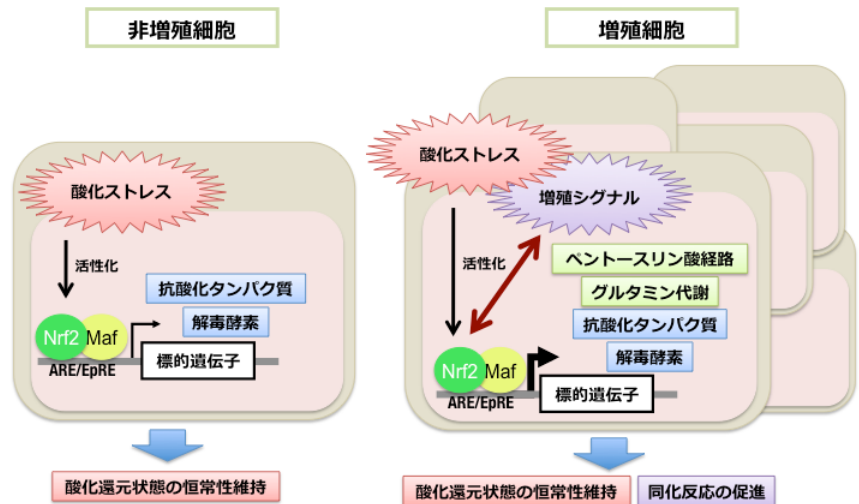 非増殖細胞
酸化ストレス
活性化
抗酸化タンパク質
解毒酵素
Nrf2 Maf
標的遺伝子
ARE/EpRE
酸化還元状態の恒常性維持
増殖細胞
酸化ストレス
増殖シグナル
活性化
ペントースリン酸経路
グルタミン代謝
抗酸化タンパク質
解毒酵素
Nrf2 Maf
標的遺伝子
ARE/EpRE
酸化還元状態の恒常性維持
同化反応の促進